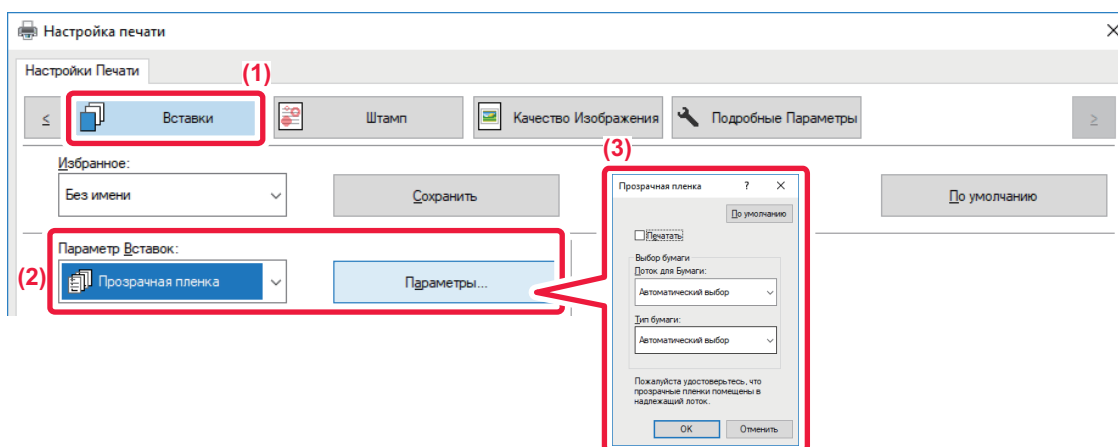 Настройка печати
Настройки Печати
(1)
<
Вставки
Штамп
Качество Изображения
Подробные Параметры
>
(3)
Избранное:
Без имени
Сохранить
По умолчанию
(2)
Параметр Вставок:
Прозрачная пленка
Параметры...
Прозрачная пленка
?
По умолчанию
Печатать
Выбор бумаги
Лоток для Бумаги:
Автоматический выбор
Тип бумаги:
Автоматический выбор
Пожалуйста удостоверьтесь, что
прозрачные пленки помещены в
надлежащий лоток.
OK
Отменить